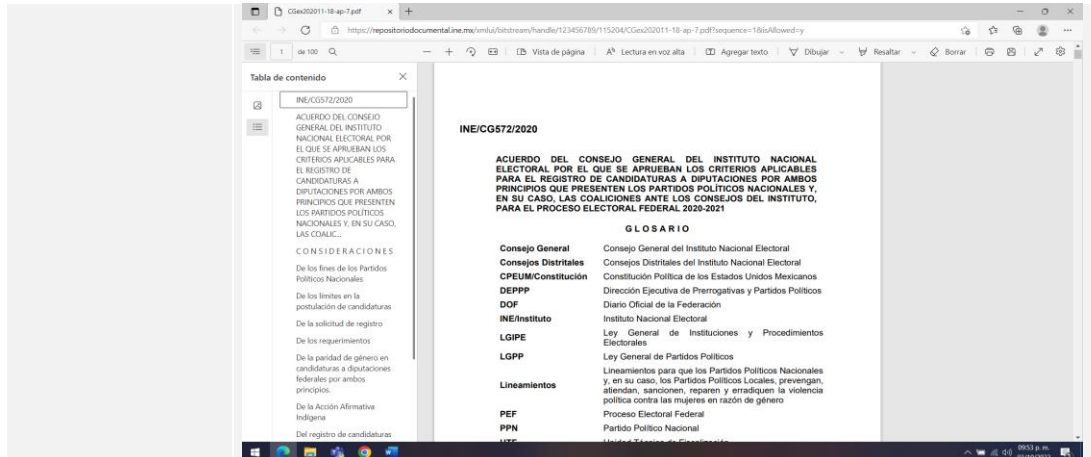 CGex202011-18-ap-7.pdf
https://repositoriodocumental.ine.mx/xmlui/bitstream/handle/123456789/115204/CGex202011-18-ap-7.pdf?sequence=1&isAllowed=y
1 de 100
Vista de página
Lectura en voz alta
Agregar texto
Dibujar
Resaltar
Borrar
Tabla de contenido
INE/CG572/2020
ACUERDO DEL CONSEJO
GENERAL DEL INSTITUTO
NACIONAL ELECTORAL POR
EL QUE SE APRUEBAN LOS
CRITERIOS APLICABLES PARA
EL REGISTRO DE
CANDIDATURAS A
DIPUTACIONES POR AMBOS
PRINCIPIOS QUE PRESENTEN
LOS PARTIDOS POLÍTICOS
NACIONALES Y, EN SU CASO,
LAS COALIC...
C O N S I D E R A C I O N E S
De los fines de los Partidos
Políticos Nacionales
De los límites en la
postulación de candidaturas
De la solicitud de registro
De los requerimientos
De la paridad de género en
candidaturas a diputaciones
federales por ambos
principios.
De la Acción Afirmativa
Indígena
Del registro de candidaturas
INE/CG572/2020
ACUERDO DEL CONSEJO GENERAL DEL INSTITUTO NACIONAL
ELECTORAL POR EL QUE SE APRUEBAN LOS CRITERIOS APLICABLES
PARA EL REGISTRO DE CANDIDATURAS A DIPUTACIONES POR AMBOS
PRINCIPIOS QUE PRESENTEN LOS PARTIDOS POLÍTICOS NACIONALES Y,
EN SU CASO, LAS COALICIONES ANTE LOS CONSEJOS DEL INSTITUTO,
PARA EL PROCESO ELECTORAL FEDERAL 2020-2021
G L O S A R I O
Consejo General Consejo General del Instituto Nacional Electoral
Consejos Distritales Consejos Distritales del Instituto Nacional Electoral
CPEUM/Constitución Constitución Política de los Estados Unidos Mexicanos
DEPPP Dirección Ejecutiva de Prerrogativas y Partidos Políticos
DOF Diario Oficial de la Federación
INE/Instituto Instituto Nacional Electoral
LGIPE Ley General de Instituciones y Procedimientos
Electorales
LGPP Ley General de Partidos Políticos
Lineamientos Lineamientos para que los Partidos Políticos Nacionales
y, en su caso, los Partidos Políticos Locales, prevengan,
atiendan, sancionen, reparen y erradiquen la violencia
política contra las mujeres en razón de género
PEF Proceso Electoral Federal
PPN Partido Político Nacional
09:53 p. m.